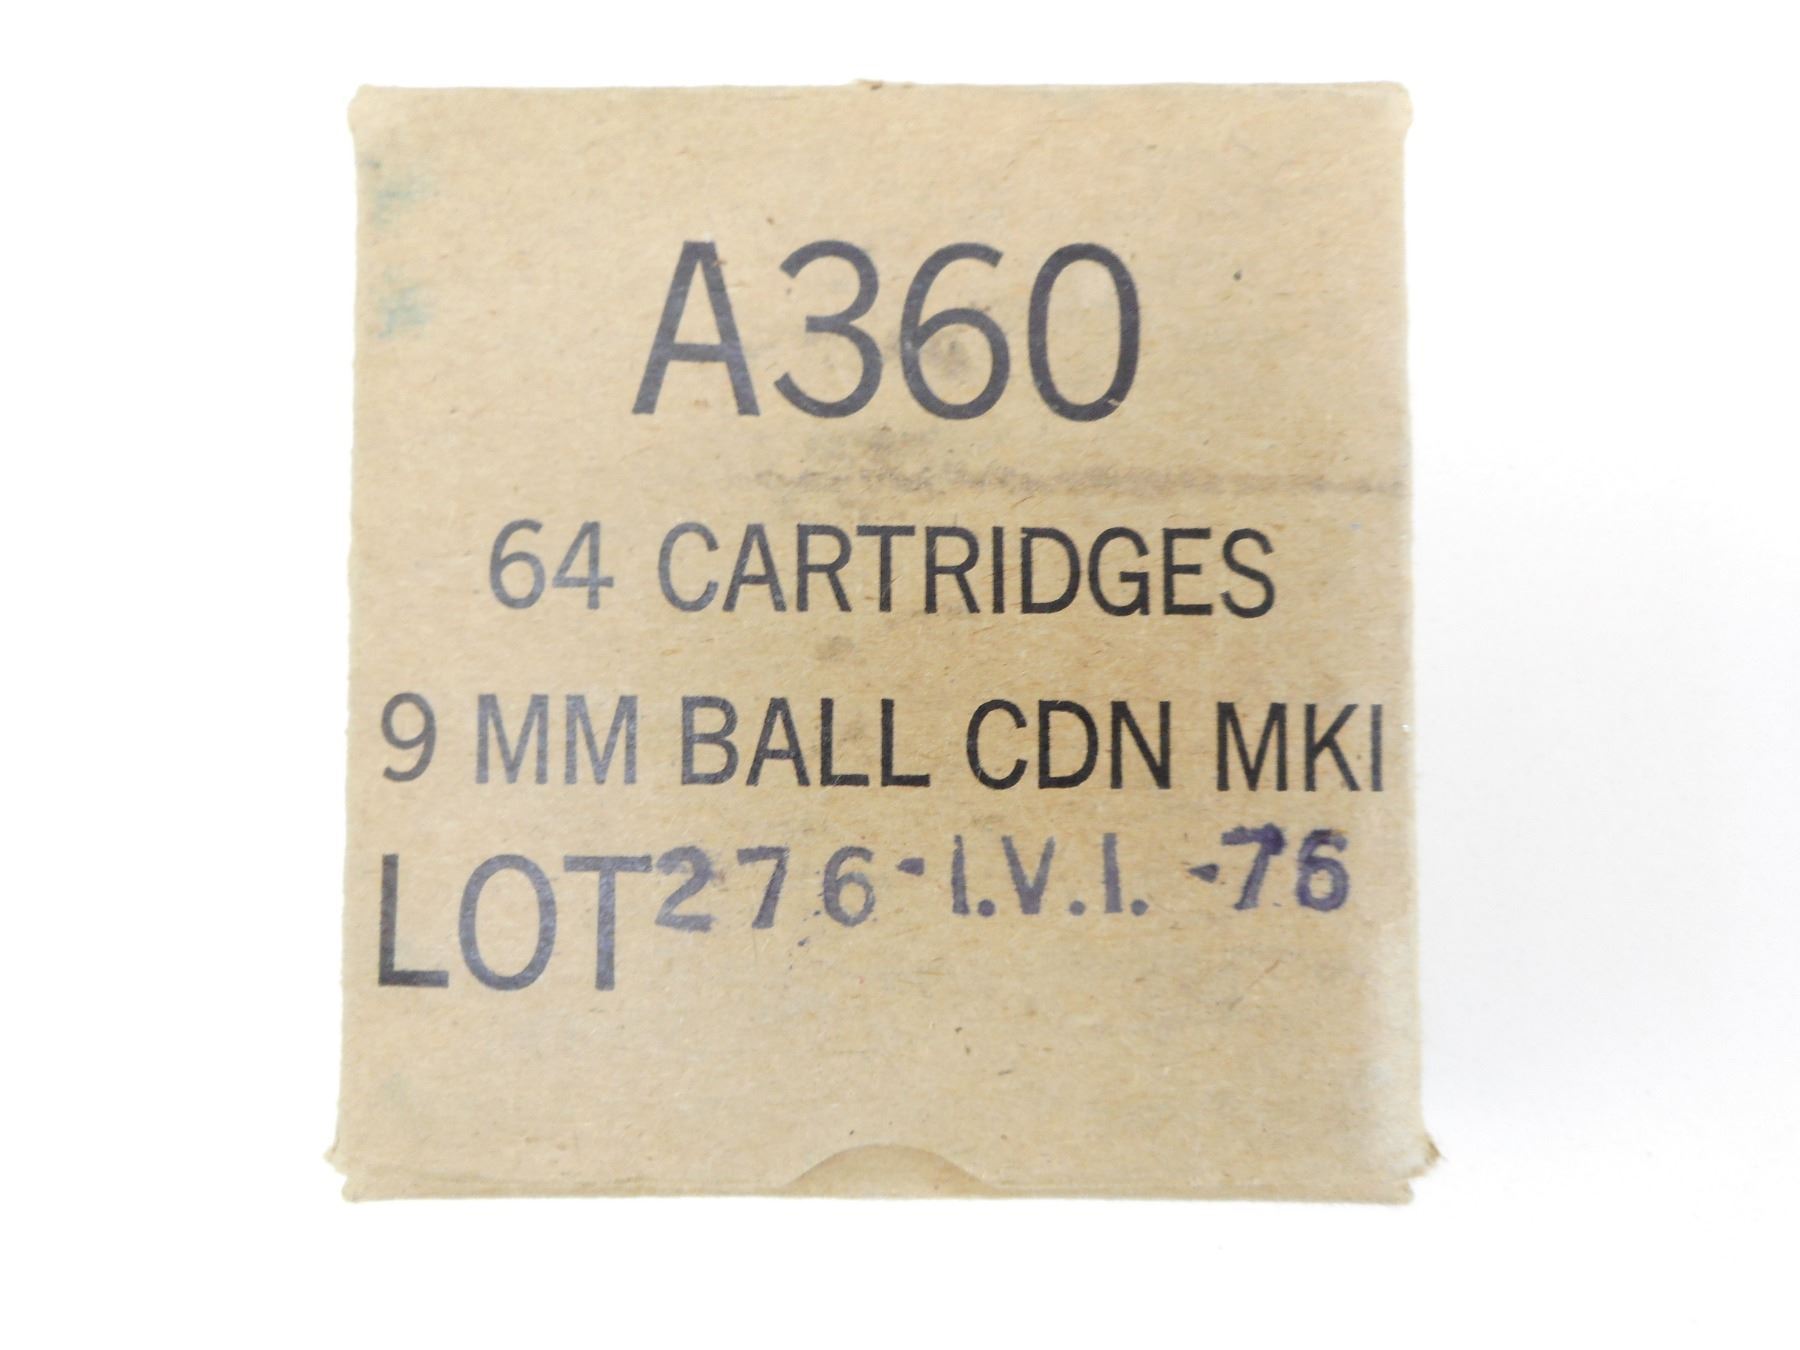 A360
64 CARTRIDGES
9 MM BALL CDN MKI
LOT 276-I.V.I.-76